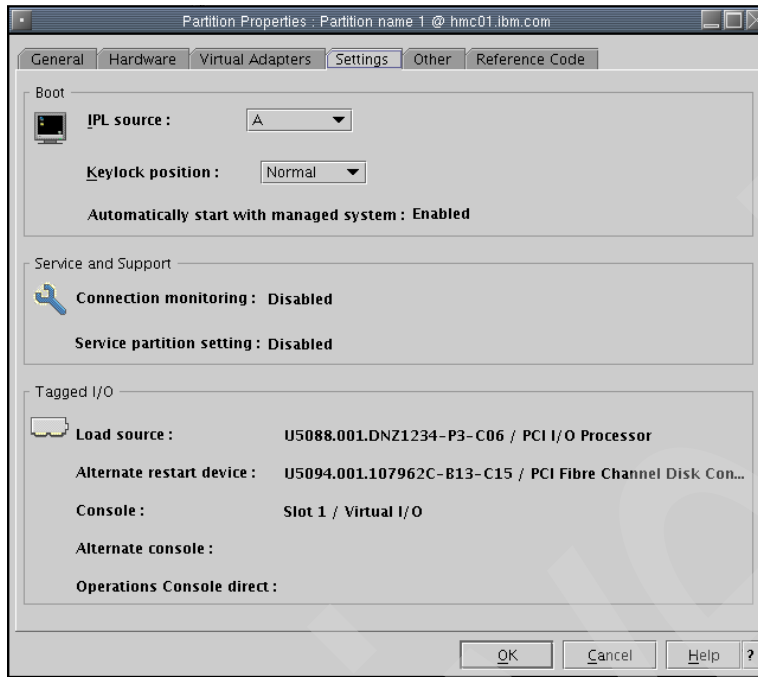 Partition Properties : Partition name 1 @ hmc01.ibm.com
General Hardware Virtual Adapters Settings Other Reference Code
Boot
IPL source : A
Keylock position : Normal
Automatically start with managed system : Enabled
Service and Support
Connection monitoring : Disabled
Service partition setting : Disabled
Tagged I/O
Load source : U5088.001.DNZ1234-P3-C06 / PCI I/O Processor
Alternate restart device : U5094.001.107962C-B13-C15 / PCI Fibre Channel Disk Con...
Console : Slot 1 / Virtual I/O
Alternate console :
Operations Console direct :
OK Cancel Help ?